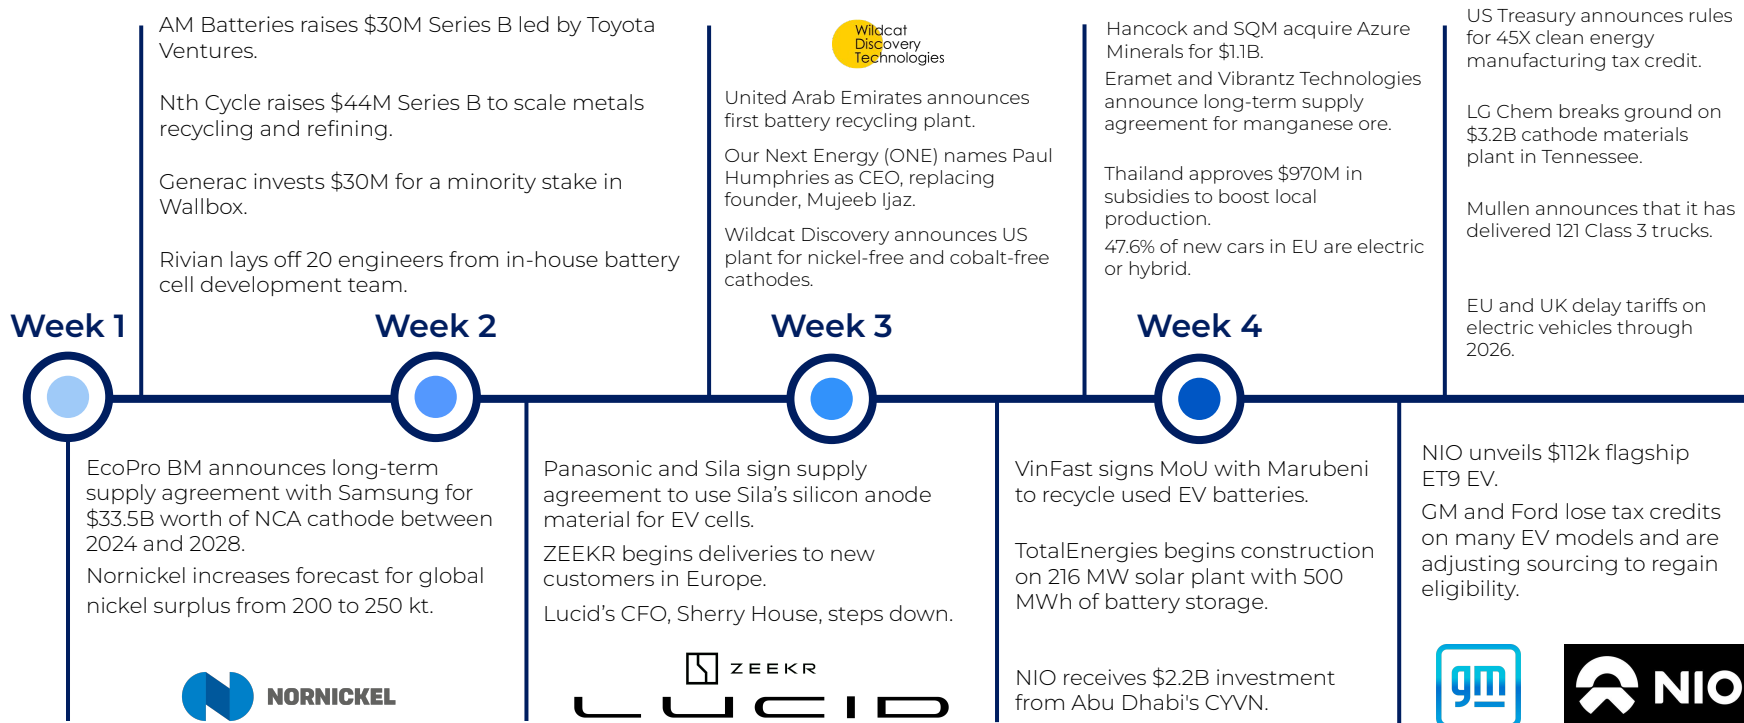 AM Batteries raises $30M Series B led by Toyota
Ventures.
Nth Cycle raises $44M Series B to scale metals
recycling and refining.
Generac invests $30M for a minority stake in
Wallbox.
Rivian lays off 20 engineers from in-house battery
cell development team.
Wildcat
Discovery
Technologies
United Arab Emirates announces
first battery recycling plant.
Our Next Energy (ONE) names Paul
Humphries as CEO, replacing
founder, Mujeeb Ijaz.
Wildcat Discovery announces US
plant for nickel-free and cobalt-free
cathodes.
Hancock and SQM acquire Azure
Minerals for $1.1B.
Eramet and Vibrantz Technologies
announce long-term supply
agreement for manganese ore.
Thailand approves $970M in
subsidies to boost local
production.
47.6% of new cars in EU are electric
or hybrid.
US Treasury announces rules
for 45X clean energy
manufacturing tax credit.
LG Chem breaks ground on
$3.2B cathode materials
plant in Tennessee.
Mullen announces that it has
delivered 121 Class 3 trucks.
EU and UK delay tariffs on
electric vehicles through
2026.
Week 1
Week 2
Week 3
Week 4
EcoPro BM announces long-term
supply agreement with Samsung for
$33.5B worth of NCA cathode between
2024 and 2028.
Nornickel increases forecast for global
nickel surplus from 200 to 250 kt.
NORNICKEL
Panasonic and Sila sign supply
agreement to use Sila’s silicon anode
material for EV cells.
ZEEKR begins deliveries to new
customers in Europe.
Lucid’s CFO, Sherry House, steps down.
ZEEKR
LUCID
VinFast signs MoU with Marubeni
to recycle used EV batteries.
TotalEnergies begins construction
on 216 MW solar plant with 500
MWh of battery storage.
NIO receives $2.2B investment
from Abu Dhabi's CYVN.
NIO unveils $112k flagship
ET9 EV.
GM and Ford lose tax credits
on many EV models and are
adjusting sourcing to regain
eligibility.
gm
NIO